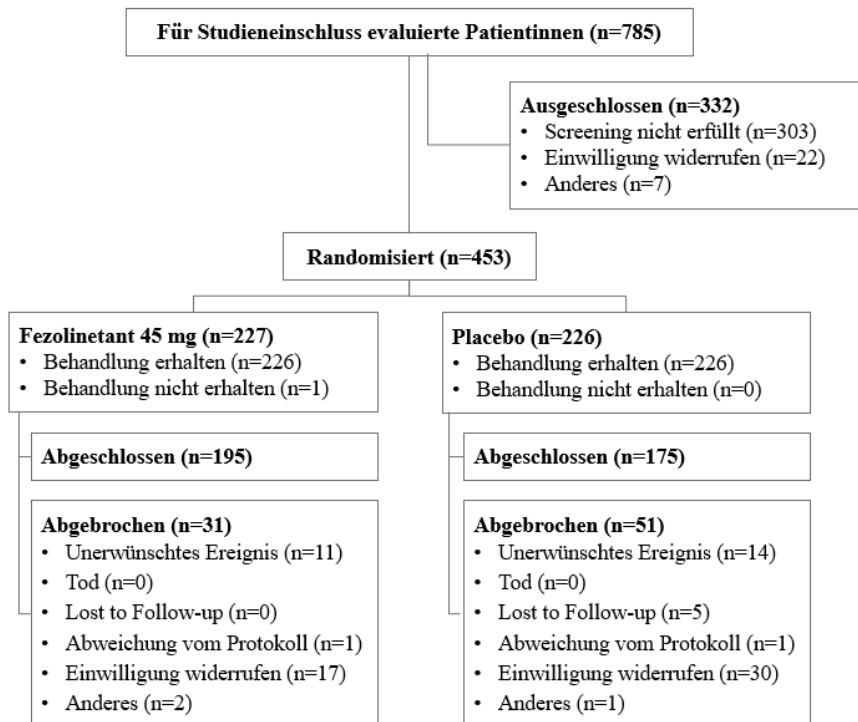 Für Studieneinschluss evaluierte Patientinnen (n=785)
Ausgeschlossen (n=332)
• Screening nicht erfüllt (n=303)
• Einwilligung widerrufen (n=22)
• Anderes (n=7)
Randomisiert (n=453)
Fezolinetant 45 mg (n=227)
• Behandlung erhalten (n=226)
• Behandlung nicht erhalten (n=1)
Abgeschlossen (n=195)
Abgebrochen (n=31)
• Unerwünschtes Ereignis (n=11)
• Tod (n=0)
• Lost to Follow-up (n=0)
• Abweichung vom Protokoll (n=1)
• Einwilligung widerrufen (n=17)
• Anderes (n=2)
Placebo (n=226)
• Behandlung erhalten (n=226)
• Behandlung nicht erhalten (n=0)
Abgeschlossen (n=175)
Abgebrochen (n=51)
• Unerwünschtes Ereignis (n=14)
• Tod (n=0)
• Lost to Follow-up (n=5)
• Abweichung vom Protokoll (n=1)
• Einwilligung widerrufen (n=30)
• Anderes (n=1)